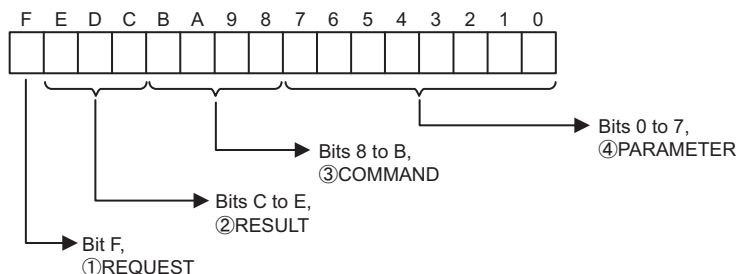 F E D C B A 9 8 7 6 5 4 3 2 1 0
Bits 0 to 7,
④PARAMETER
Bits 8 to B,
③COMMAND
Bits C to E,
②RESULT
Bit F,
①REQUEST